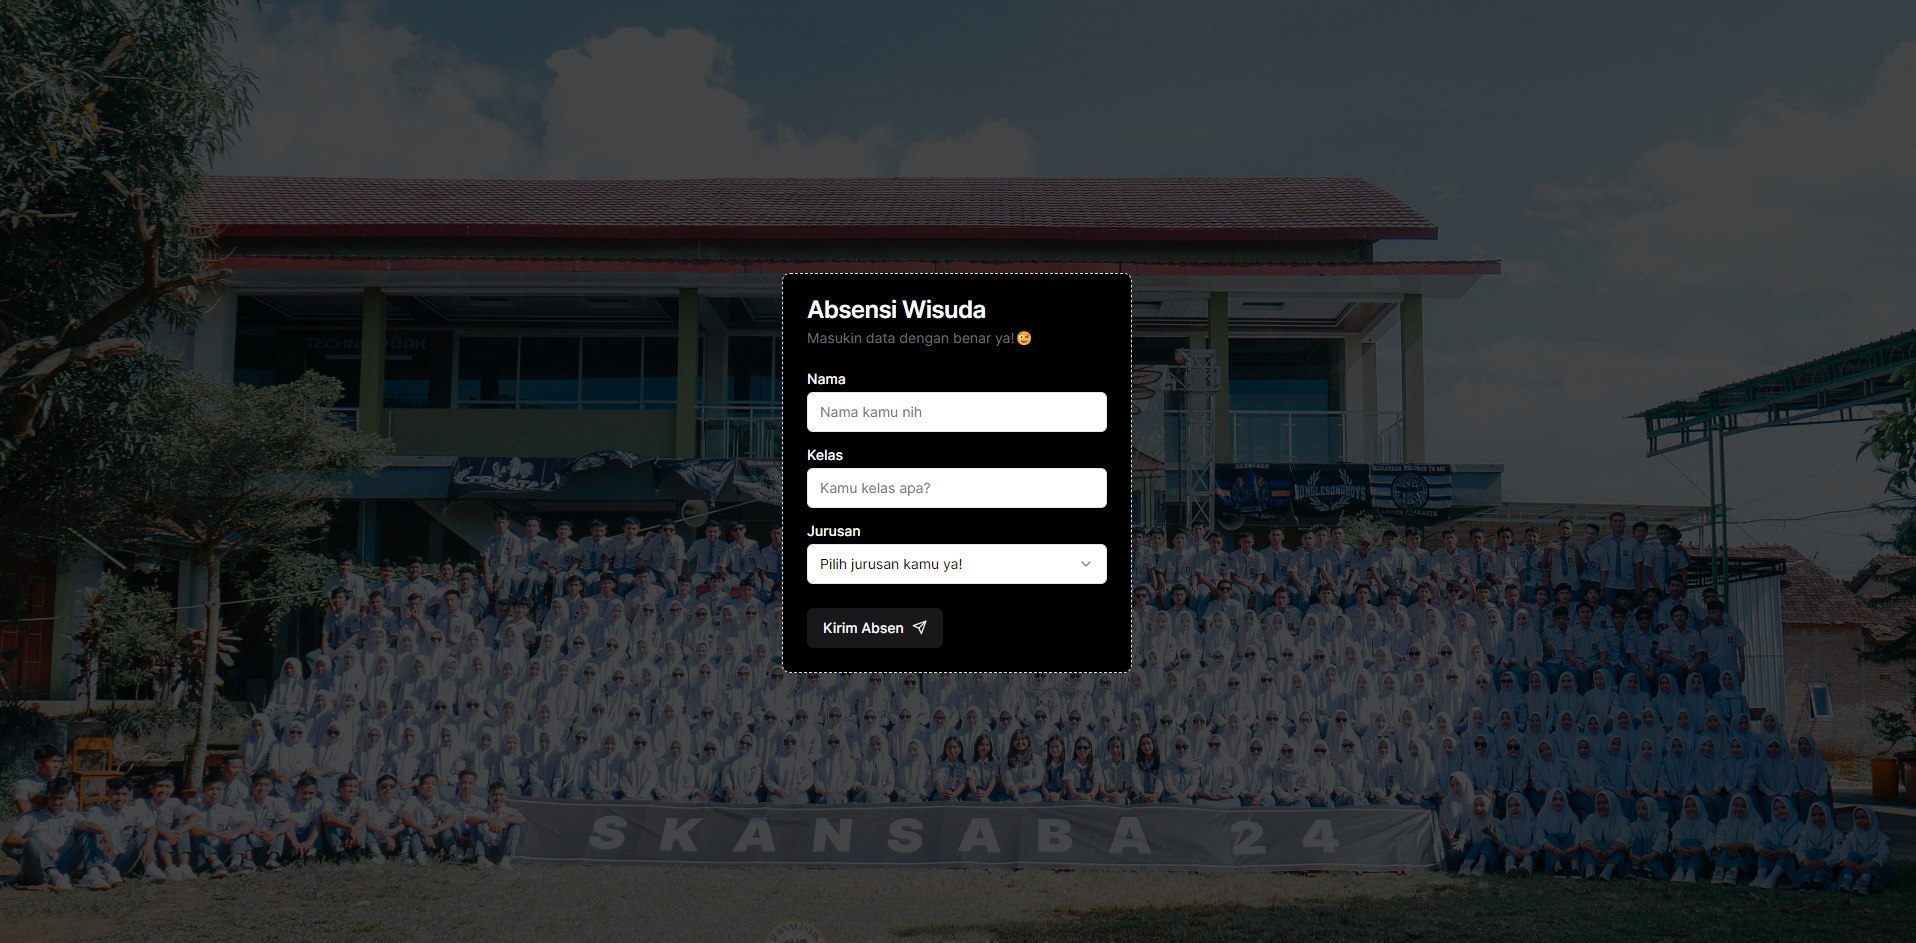 Absensi Wisuda
Masukin data dengan benar ya!😉
Nama
Nama kamu nih
Kelas
Kamu kelas apa?
Jurusan
Pilih jurusan kamu ya!
Kirim Absen
SKANSABA 24